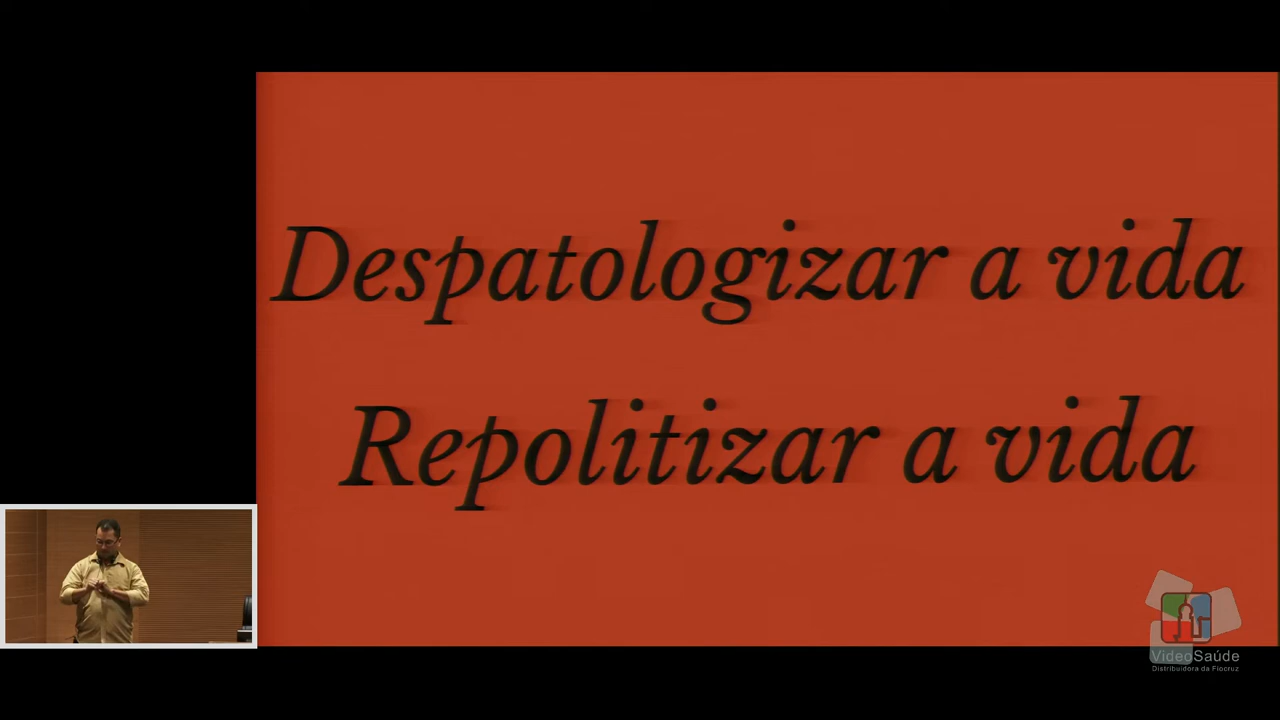 Despatologizar a vida
Repolitizar a vida
VideoSaúde
Distribuidora da Fiocruz